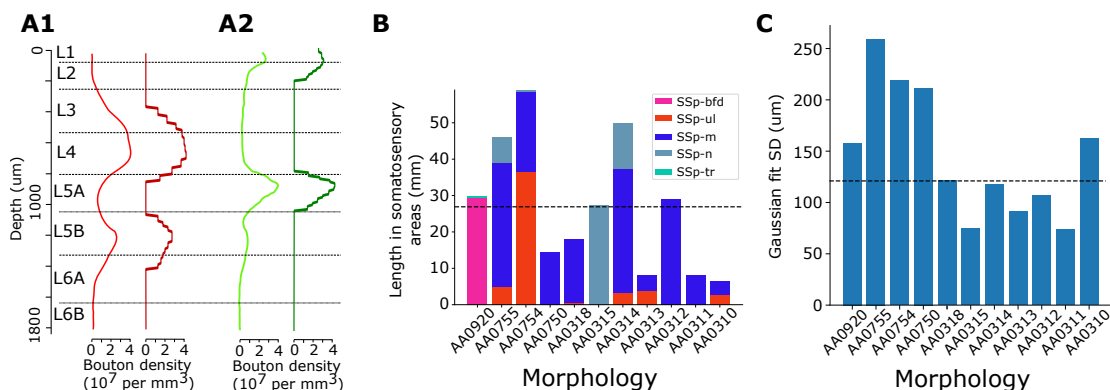 A1
A2
B
C
0
1000
1800
Depth (um)
L1
L2
L3
L4
L5A
L5B
L6A
L6B
0 2 4
0 2 4
Bouton density
(10⁷ per mm³)
0 2 4
0 2 4
Bouton density
(10⁷ per mm³)
Length in somatosensory
areas (mm)
50
40
30
20
10
0
SSp-bfd
SSp-ul
SSp-m
SSp-n
SSp-tr
AA0920
AA0755
AA0754
AA0750
AA0318
AA0315
AA0314
AA0313
AA0312
AA0311
AA0310
Morphology
Gaussian fit SD (um)
250
200
150
100
50
0
AA0920
AA0755
AA0754
AA0750
AA0318
AA0315
AA0314
AA0313
AA0312
AA0311
AA0310
Morphology